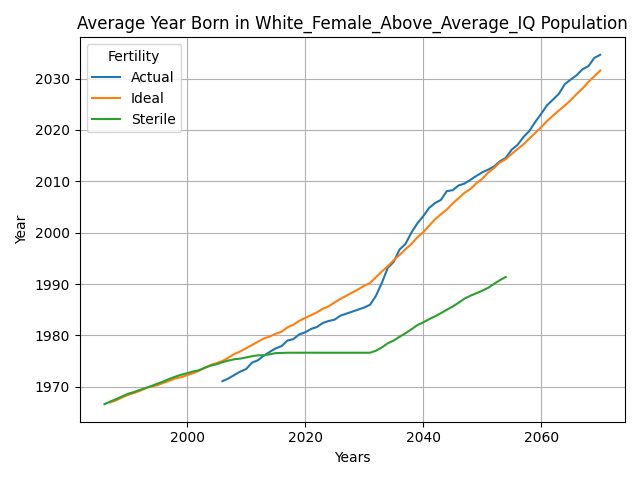 Average Year Born in White_Female_Above_Average_IQ Population
Fertility
Actual
Ideal
Sterile
2030
2020
2010
2000
1990
1980
1970
Year
2000
2020
2040
2060
Years